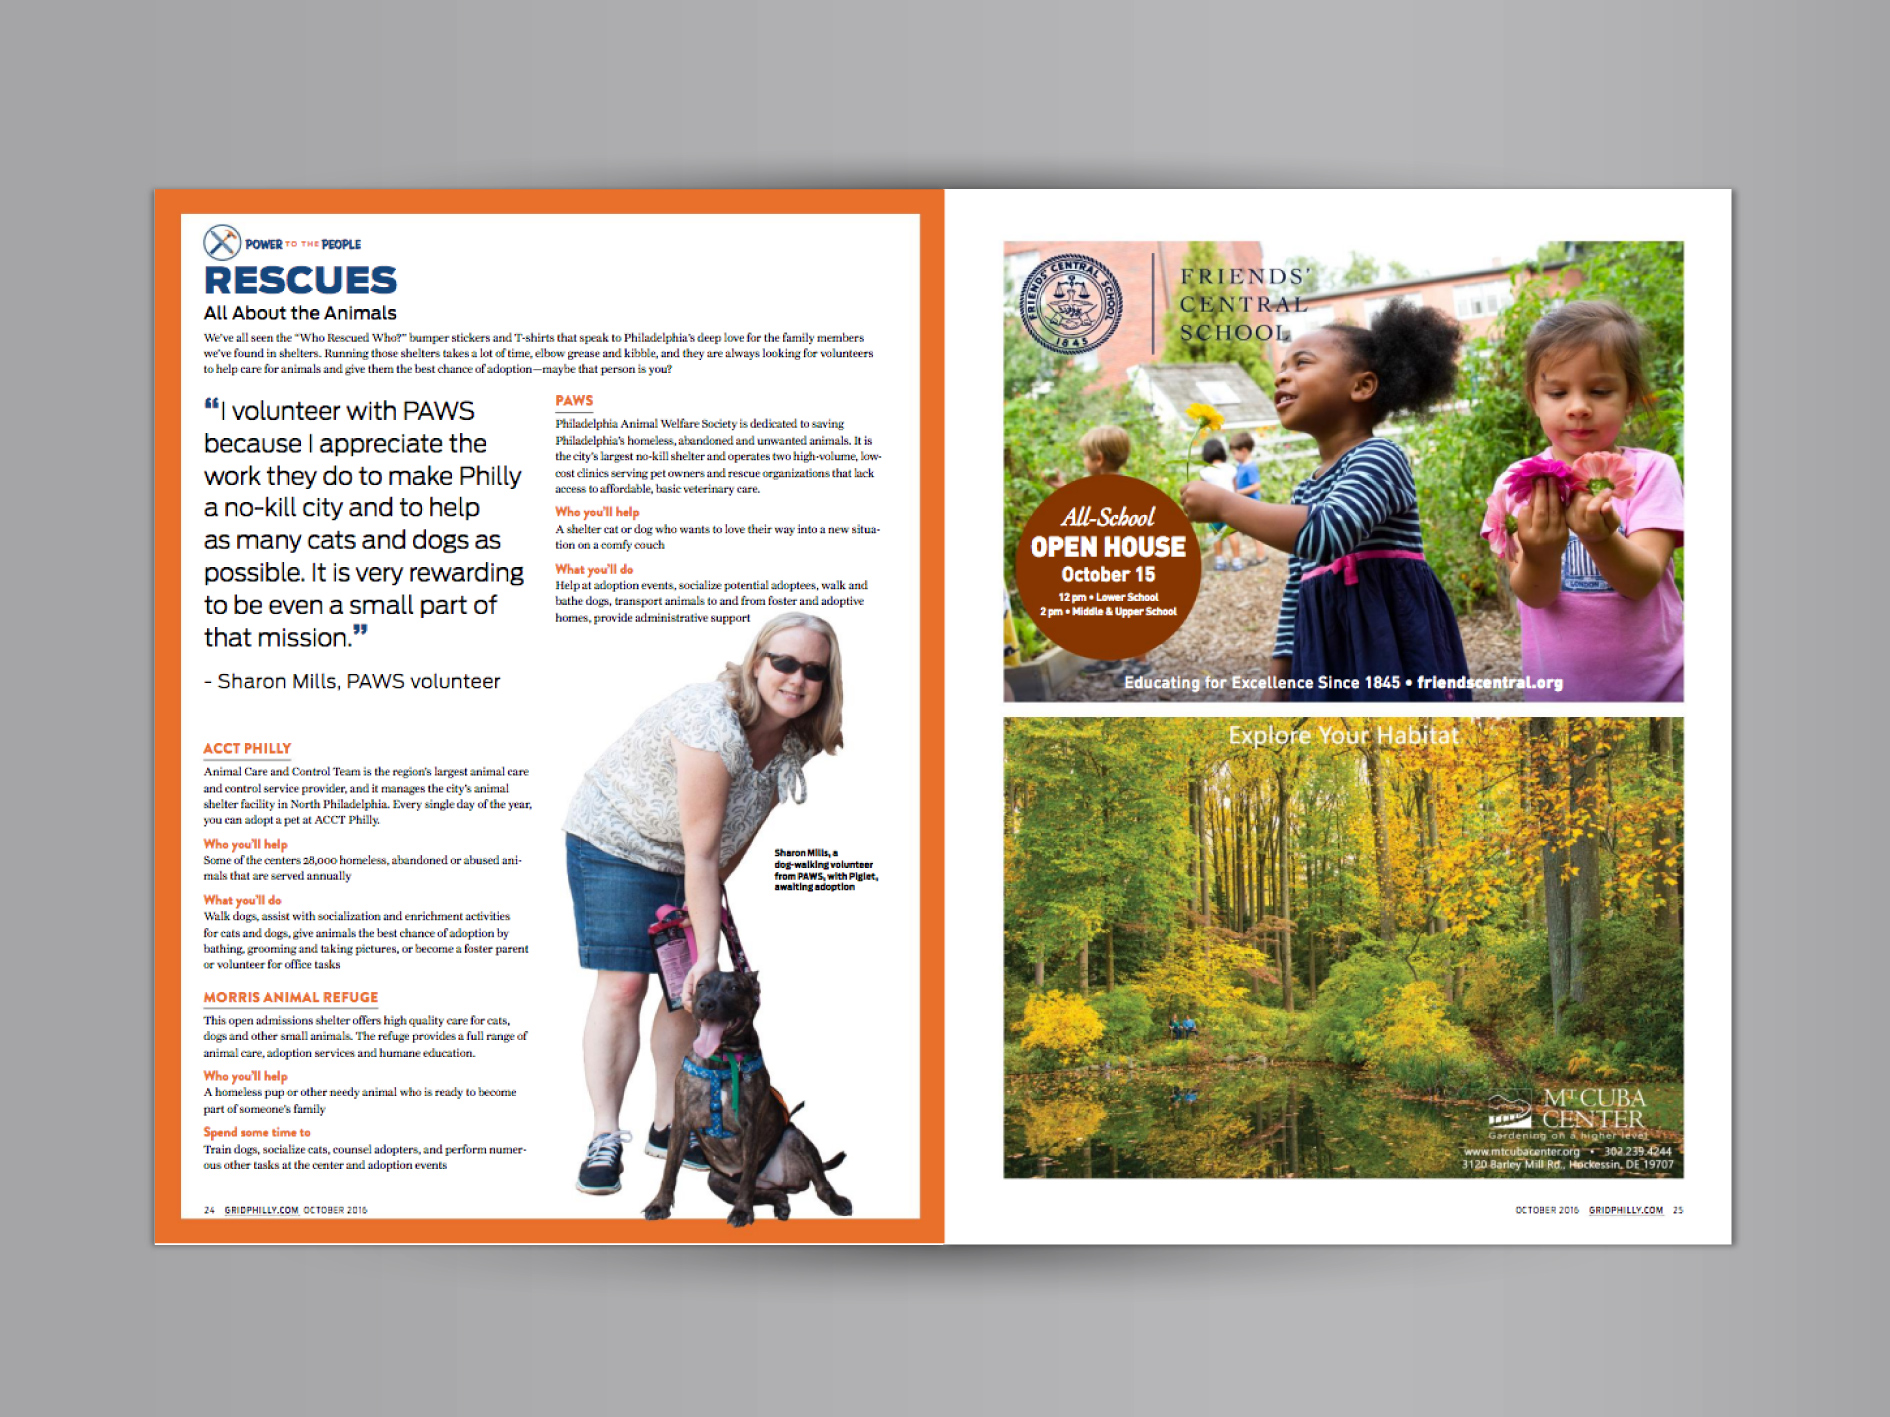 POWER TO THE PEOPLE
RESCUES
All About the Animals
We've all seen the "Who Rescued Who?" bumper stickers and T-shirts that speak to Philadelphia's deep love for the family members
we've found in shelters. Running those shelters takes a lot of time, elbow grease and kibble, and they are always looking for volunteers
to help care for animals and give them the best chance of adoption—maybe that person is you?
“I volunteer with PAWS
because I appreciate the
work they do to make Philly
a no-kill city and to help
as many cats and dogs as
possible. It is very rewarding
to be even a small part of
that mission.”
- Sharon Mills, PAWS volunteer
ACCT PHILLY
Animal Care and Control Team is the region's largest animal care
and control service provider, and it manages the city's animal
shelter facility in North Philadelphia. Every single day of the year,
you can adopt a pet at ACCT Philly.
Who you'll help
Some of the centers 28,000 homeless, abandoned or abused ani-
mals that are served annually
What you'll do
Walk dogs, assist with socialization and enrichment activities
for cats and dogs, give animals the best chance of adoption by
bathing, grooming and taking pictures, or become a foster parent
or volunteer for office tasks
MORRIS ANIMAL REFUGE
This open admissions shelter offers high quality care for cats,
dogs and other small animals. The refuge provides a full range of
animal care, adoption services and humane education.
Who you'll help
A homeless pup or other needy animal who is ready to become
part of someone's family
Spend some time to
Train dogs, socialize cats, counsel adopters, and perform numer-
ous other tasks at the center and adoption events
PAWS
Philadelphia Animal Welfare Society is dedicated to saving
Philadelphia's homeless, abandoned and unwanted animals. It is
the city's largest no-kill shelter and operates two high-volume, low-
cost clinics serving pet owners and rescue organizations that lack
access to affordable, basic veterinary care.
Who you'll help
A shelter cat or dog who wants to love their way into a new situa-
tion on a comfy couch
What you'll do
Help at adoption events, socialize potential adoptees, walk and
bathe dogs, transport animals to and from foster and adoptive
homes, provide administrative support
Sharon Mills, a
dog-walking volunteer
from PAWS, with Piglet,
awaiting adoption
24 GRIDPHILLY.COM OCTOBER 2016
FRIENDS' CENTRAL SCHOOL
1845
FRIENDS'
CENTRAL
SCHOOL
All-School
OPEN HOUSE
October 15
12 pm • Lower School
2 pm • Middle & Upper School
LONDON
Educating for Excellence Since 1845 • friendscentral.org
Explore Your Habitat
MT CUBA
CENTER
Gardening on a higher level
www.mtcubacenter.org • 302.239.4244
3120 Barley Mill Rd., Hockessin, DE 19707
OCTOBER 2016 GRIDPHILLY.COM 25